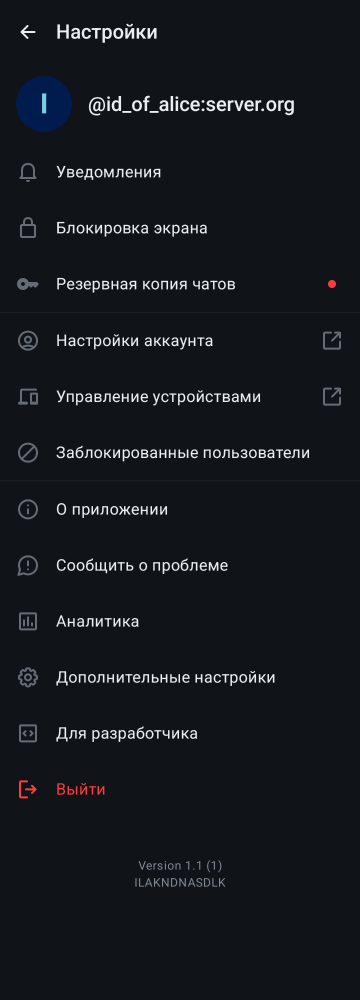 Настройки
I
@id_of_alice:server.org
Уведомления
Блокировка экрана
Резервная копия чатов
Настройки аккаунта
Управление устройствами
Заблокированные пользователи
О приложении
Сообщить о проблеме
Аналитика
Дополнительные настройки
Для разработчика
Выйти
Version 1.1 (1)
ILAKNDNASDLK